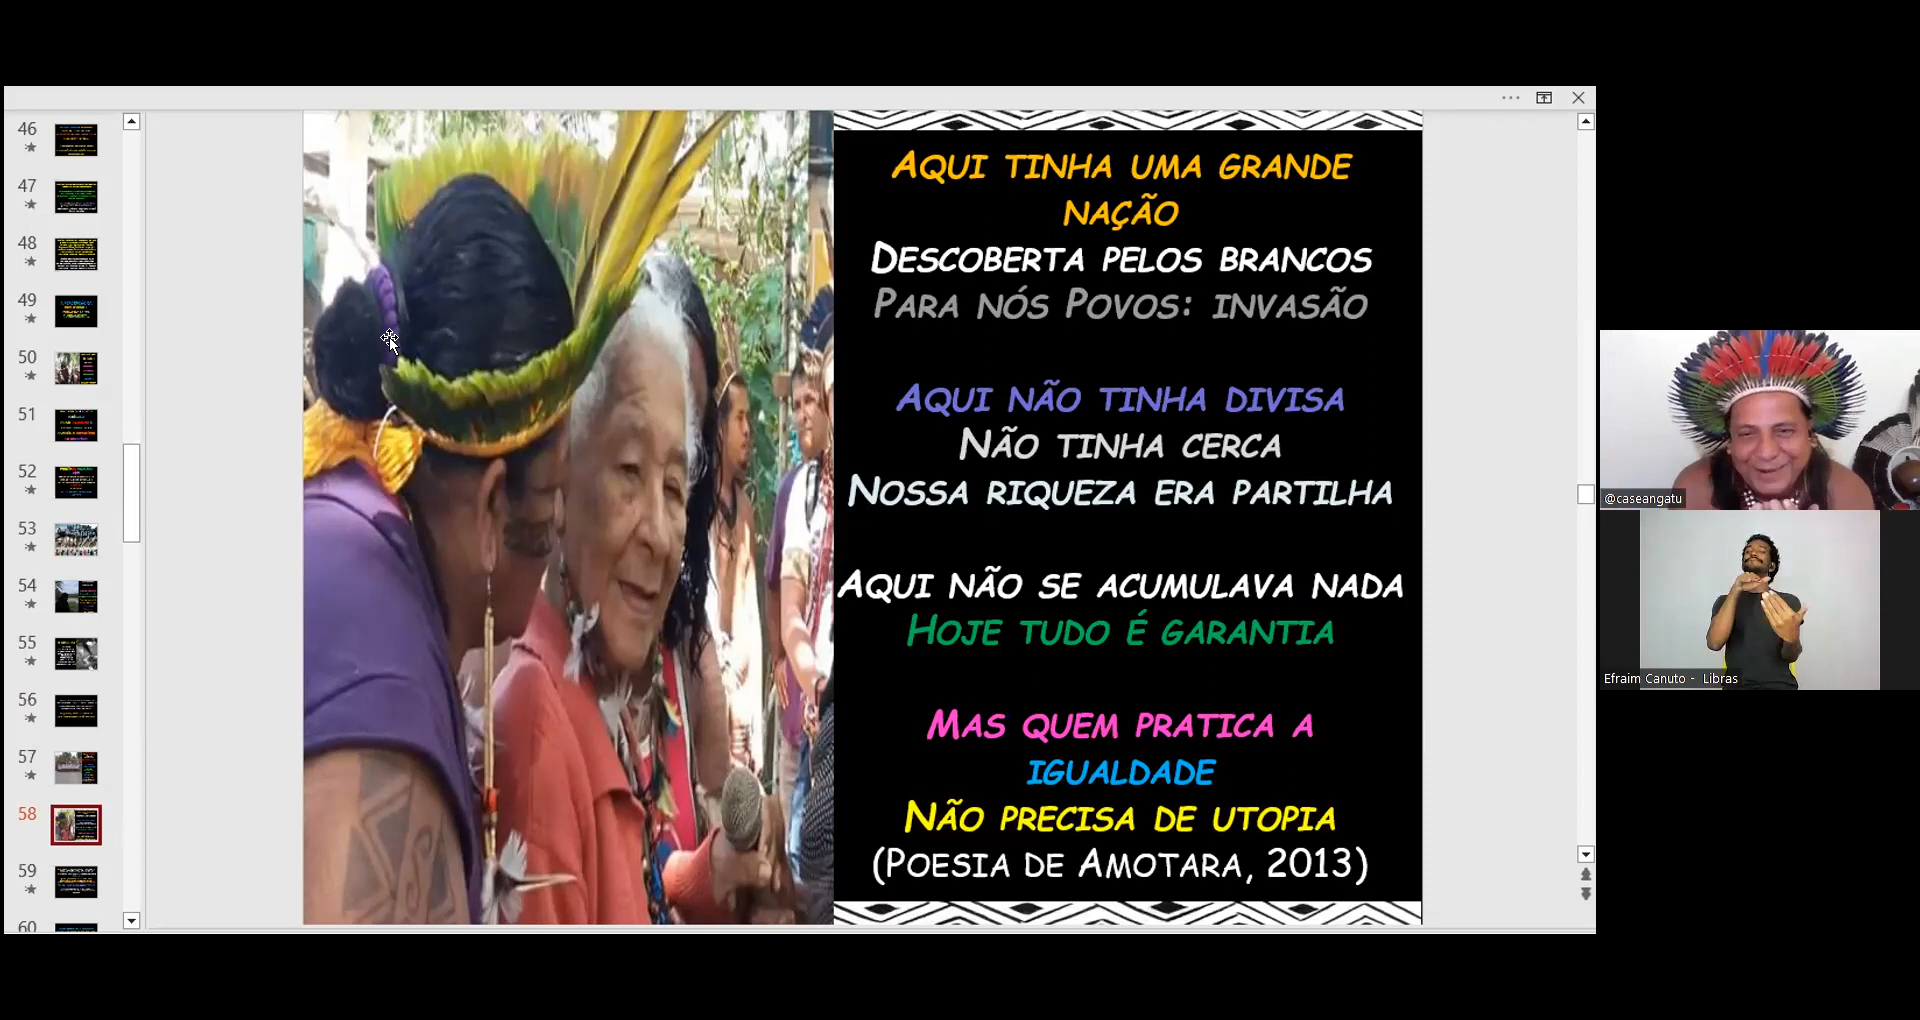 46
47
48
49
50
51
52
53
54
55
56
57
58
59
60
AQUI TINHA UMA GRANDE
NAÇÃO
DESCOBERTA PELOS BRANCOS
PARA NÓS POVOS: INVASÃO
AQUI NÃO TINHA DIVISA
NÃO TINHA CERCA
NOSSA RIQUEZA ERA PARTILHA
AQUI NÃO SE ACUMULAVA NADA
HOJE TUDO É GARANTIA
MAS QUEM PRATICA A
IGUALDADE
NÃO PRECISA DE UTOPIA
(POESIA DE AMOTARA, 2013)
@caseangatu
Efraim Canuto - Libras